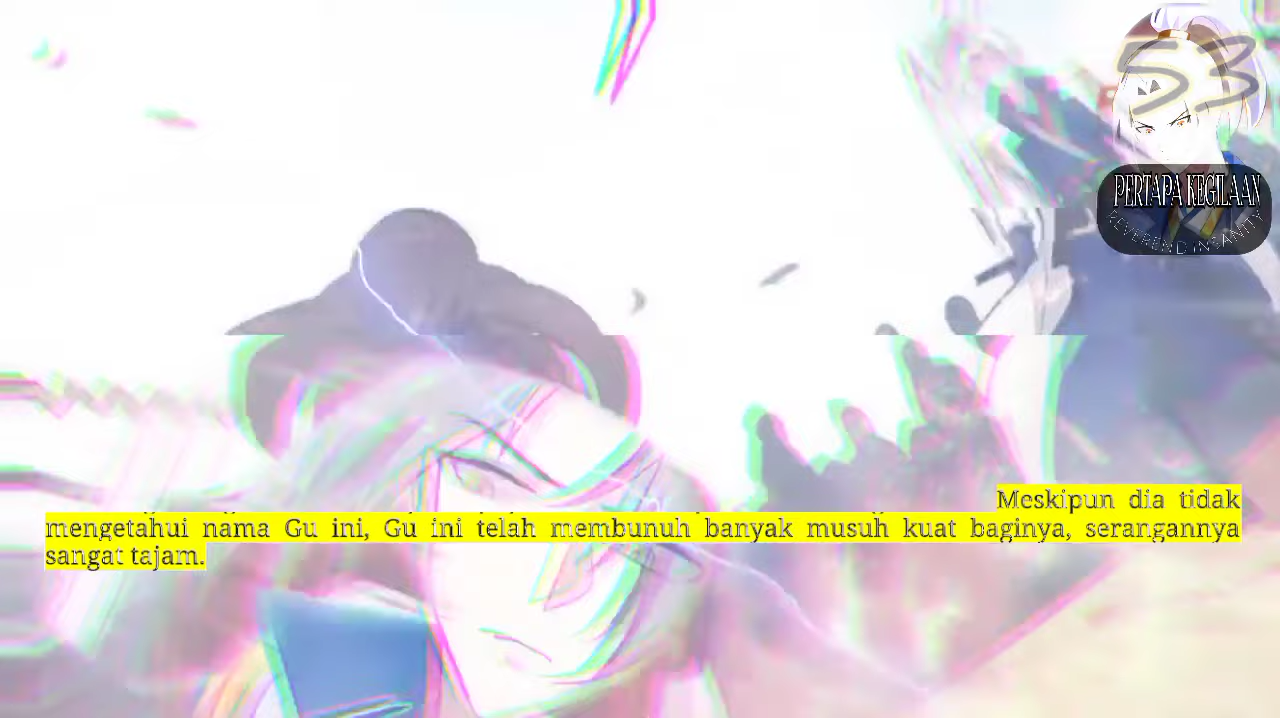 53
PERTAPA KEGILAAN
REVEREND INSANITY
Meskipun dia tidak
mengetahui nama Gu ini, Gu ini telah membunuh banyak musuh kuat baginya, serangannya
sangat tajam.